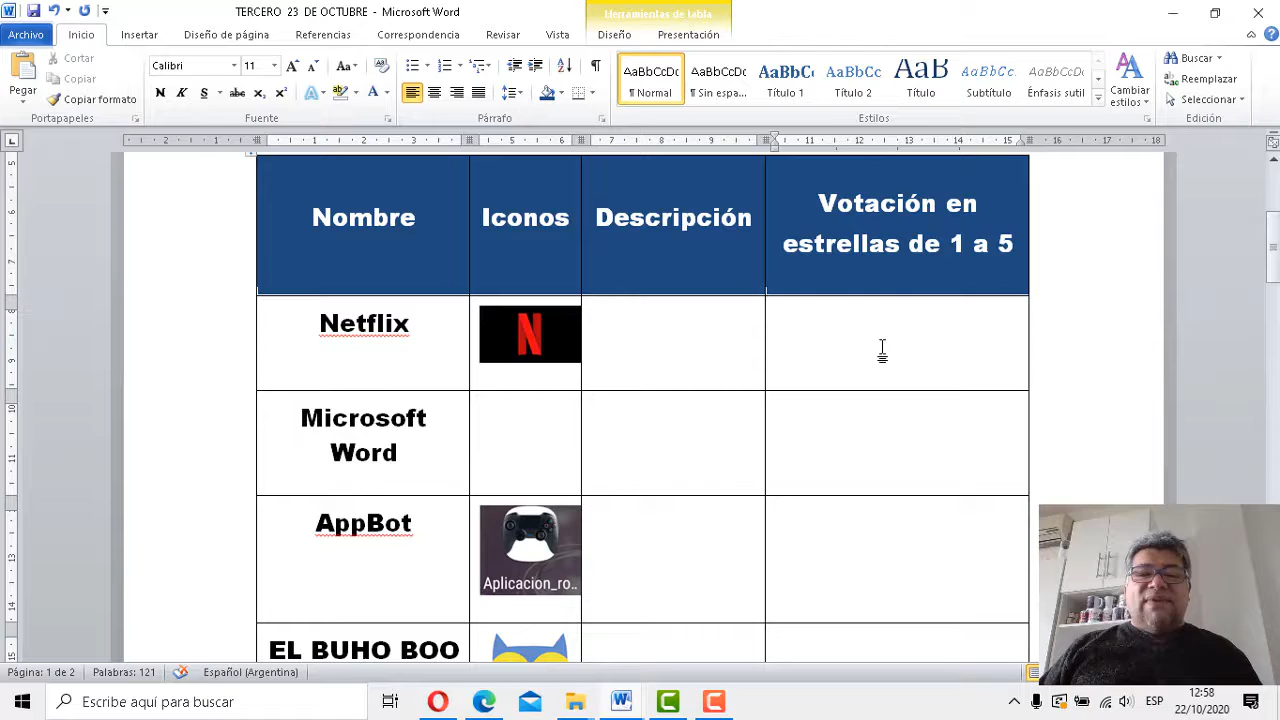 TERCERO 23 DE OCTUBRE - Microsoft Word
Herramientas de tabla
Archivo Inicio Insertar Diseño de página Referencias Correspondencia Revisar Vista Diseño Presentación
Pegar
Cortar
Copiar
Copiar formato
Portapapeles
Calibri 11
N K S abc x₂ x²
Fuente
Párrafo
AaBbCcDc AaBbCcDc AaBbC AaBbCc AaB AaBbCc. AaBbCcDc
¶ Normal ¶ Sin espa... Título 1 Título 2 Título Subtítulo Énfasis sutil
Cambiar estilos
Estilos
Buscar
Reemplazar
Seleccionar
Edición
Nombre Iconos Descripción Votación en
estrellas de 1 a 5
Netflix N
Microsoft
Word
AppBot
Aplicacion_ro..
EL BUHO BOO
Página: 1 de 2 Palabras: 121 Español (Argentina)
Escribe aquí para buscar
ESP
12:58
22/10/2020